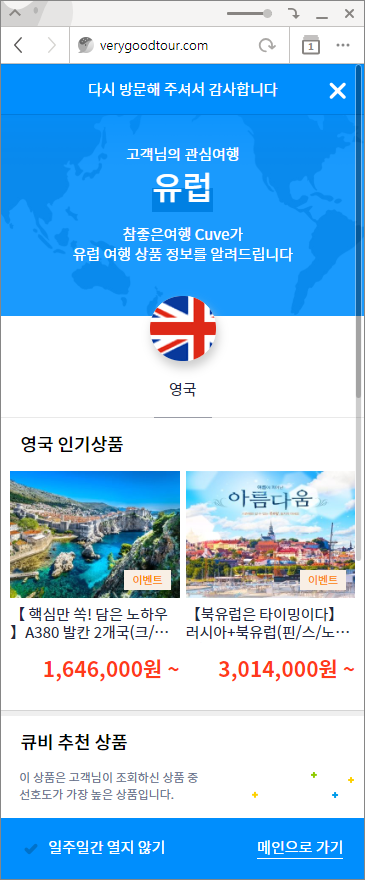 verygoodtour.com
1
다시 방문해 주셔서 감사합니다
고객님의 관심여행
유럽
참좋은여행 Cuve가
유럽 여행 상품 정보를 알려드립니다
영국
영국 인기상품
아름다움
이벤트
이벤트
【 핵심만 쏙! 담은 노하우
】A380 발칸 2개국(크/…
1,646,000원 ~
【북유럽은 타이밍이다】
러시아+북유럽(핀/스/노…
3,014,000원 ~
큐비 추천 상품
이 상품은 고객님이 조회하신 상품 중
선호도가 가장 높은 상품입니다.
일주일간 열지 않기
메인으로 가기